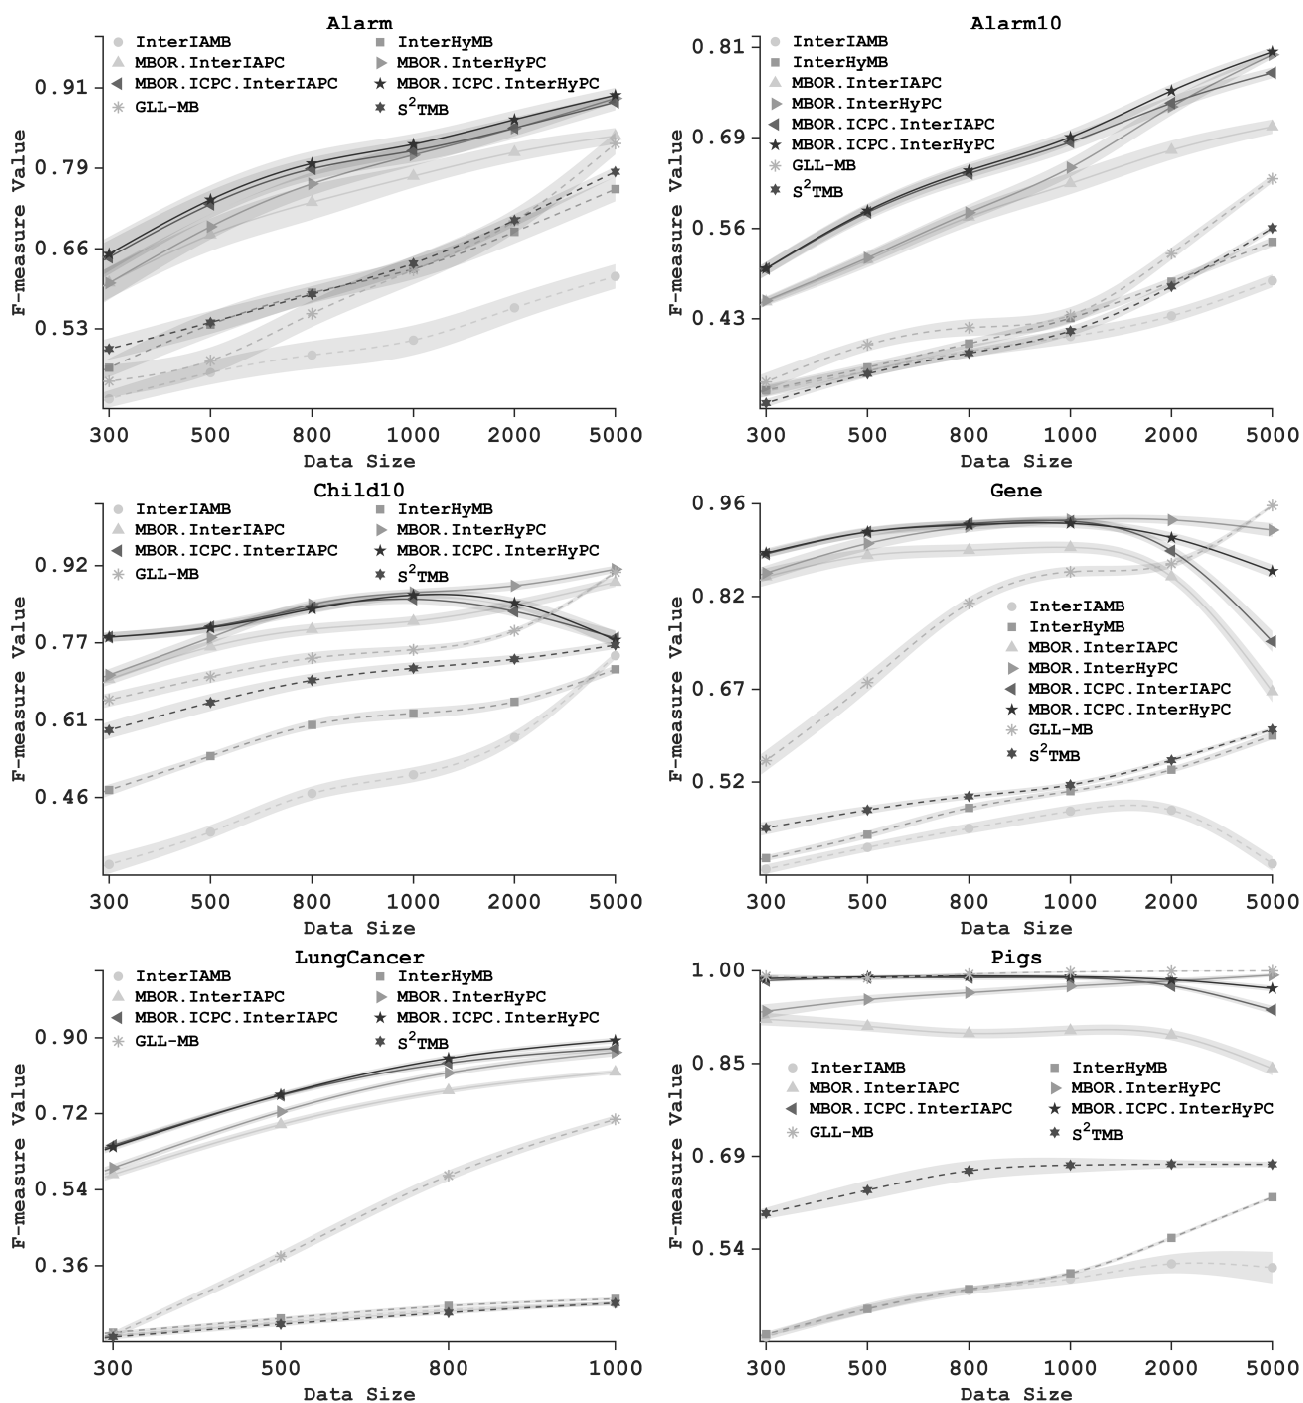 Alarm
InterIAMB InterHyMB
MBOR.InterIAPC MBOR.InterHyPC
MBOR.ICPC.InterIAPC MBOR.ICPC.InterHyPC
GLL-MB S²TMB
0.91
0.79
0.66
0.53
F-measure Value
300 500 800 1000 2000 5000
Data Size
Alarm10
InterIAMB
InterHyMB
MBOR.InterIAPC
MBOR.InterHyPC
MBOR.ICPC.InterIAPC
MBOR.ICPC.InterHyPC
GLL-MB
S²TMB
0.81
0.69
0.56
0.43
F-measure Value
300 500 800 1000 2000 5000
Data Size
Child10
InterIAMB InterHyMB
MBOR.InterIAPC MBOR.InterHyPC
MBOR.ICPC.InterIAPC MBOR.ICPC.InterHyPC
GLL-MB S²TMB
0.92
0.77
0.61
0.46
F-measure Value
300 500 800 1000 2000 5000
Data Size
Gene
0.96
0.82
0.67
0.52
F-measure Value
InterIAMB
InterHyMB
MBOR.InterIAPC
MBOR.InterHyPC
MBOR.ICPC.InterIAPC
MBOR.ICPC.InterHyPC
GLL-MB
S²TMB
300 500 800 1000 2000 5000
Data Size
LungCancer
InterIAMB InterHyMB
MBOR.InterIAPC MBOR.InterHyPC
MBOR.ICPC.InterIAPC MBOR.ICPC.InterHyPC
GLL-MB S²TMB
0.90
0.72
0.54
0.36
F-measure Value
300 500 800 1000
Data Size
Pigs
1.00
0.85
0.69
0.54
F-measure Value
InterIAMB InterHyMB
MBOR.InterIAPC MBOR.InterHyPC
MBOR.ICPC.InterIAPC MBOR.ICPC.InterHyPC
GLL-MB S²TMB
300 500 800 1000 2000 5000
Data Size